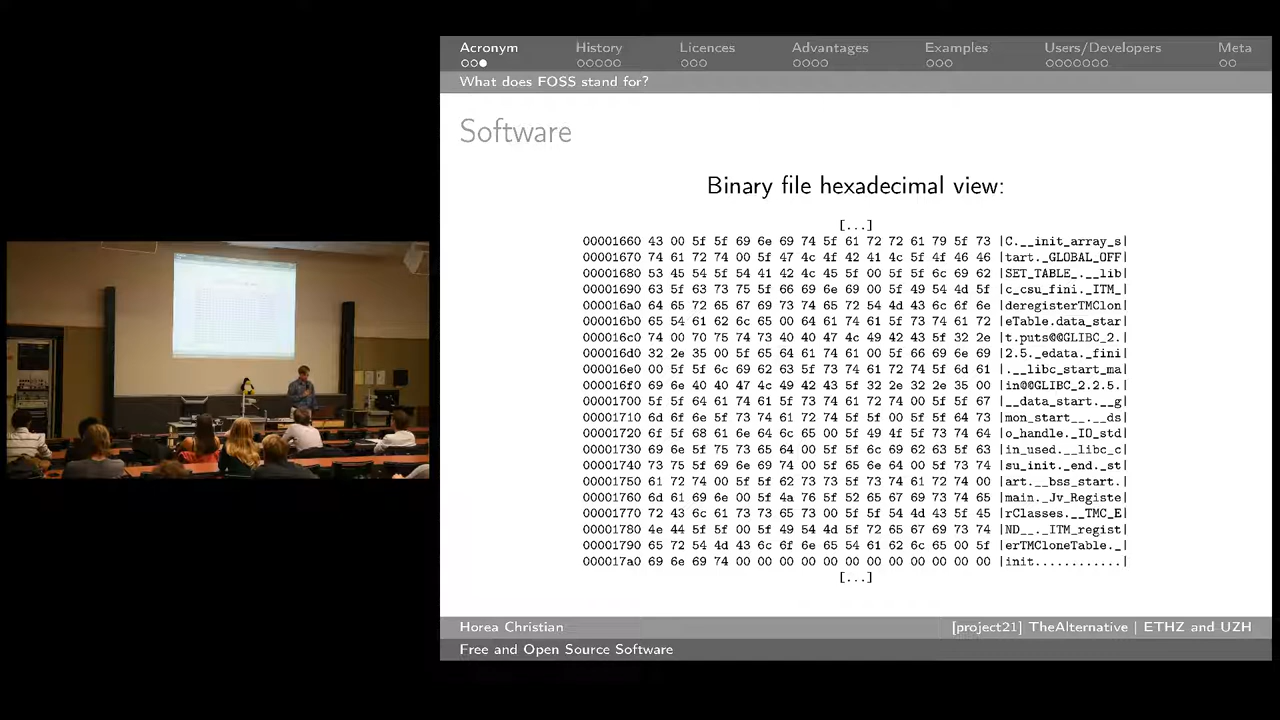 Acronym History Licences Advantages Examples Users/Developers Meta
What does FOSS stand for?
Software
Binary file hexadecimal view:
[...]
00001660 43 00 5f 5f 69 6e 69 74 5f 61 72 72 61 79 5f 73 |C.__init_array_s|
00001670 74 61 72 74 00 5f 47 4c 4f 42 41 4c 5f 4f 46 46 |tart._GLOBAL_OFF|
00001680 53 45 54 5f 54 41 42 4c 45 5f 00 5f 5f 6c 69 62 |SET_TABLE_.__lib|
00001690 63 5f 63 73 75 5f 66 69 6e 69 00 5f 49 54 4d 5f |c_csu_fini._ITM_|
000016a0 64 65 72 65 67 69 73 74 65 72 54 4d 43 6c 6f 6e |deregisterTMClon|
000016b0 65 54 61 62 6c 65 00 64 61 74 61 5f 73 74 61 72 |eTable.data_star|
000016c0 74 00 70 75 74 73 40 40 47 4c 49 42 43 5f 32 2e |t.puts@@GLIBC_2.|
000016d0 32 2e 35 00 5f 65 64 61 74 61 00 5f 66 69 6e 69 |2.5._edata._fini|
000016e0 00 5f 5f 6c 69 62 63 5f 73 74 61 72 74 5f 6d 61 |.__libc_start_ma|
000016f0 69 6e 40 40 47 4c 49 42 43 5f 32 2e 32 2e 35 00 |in@@GLIBC_2.2.5.|
00001700 5f 5f 64 61 74 61 5f 73 74 61 72 74 00 5f 5f 67 |__data_start.__g|
00001710 6d 6f 6e 5f 73 74 61 72 74 5f 5f 00 5f 5f 64 73 |mon_start__.__ds|
00001720 6f 5f 68 61 6e 64 6c 65 00 5f 49 4f 5f 73 74 64 |o_handle._IO_std|
00001730 69 6e 5f 75 73 65 64 00 5f 5f 6c 69 62 63 5f 63 |in_used.__libc_c|
00001740 73 75 5f 69 6e 69 74 00 5f 65 6e 64 00 5f 73 74 |su_init._end._st|
00001750 61 72 74 00 5f 5f 62 73 73 5f 73 74 61 72 74 00 |art.__bss_start.|
00001760 6d 61 69 6e 00 5f 4a 76 5f 52 65 67 69 73 74 65 |main._Jv_Registe|
00001770 72 43 6c 61 73 73 65 73 00 5f 5f 54 4d 43 5f 45 |rClasses.__TMC_E|
00001780 4e 44 5f 5f 00 5f 49 54 4d 5f 72 65 67 69 73 74 |ND__._ITM_regist|
00001790 65 72 54 4d 43 6c 6f 6e 65 54 61 62 6c 65 00 5f |erTMCloneTable._|
000017a0 69 6e 69 74 00 00 00 00 00 00 00 00 00 00 00 00 |init............|
[...]
Horea Christian [project21] TheAlternative | ETHZ and UZH
Free and Open Source Software